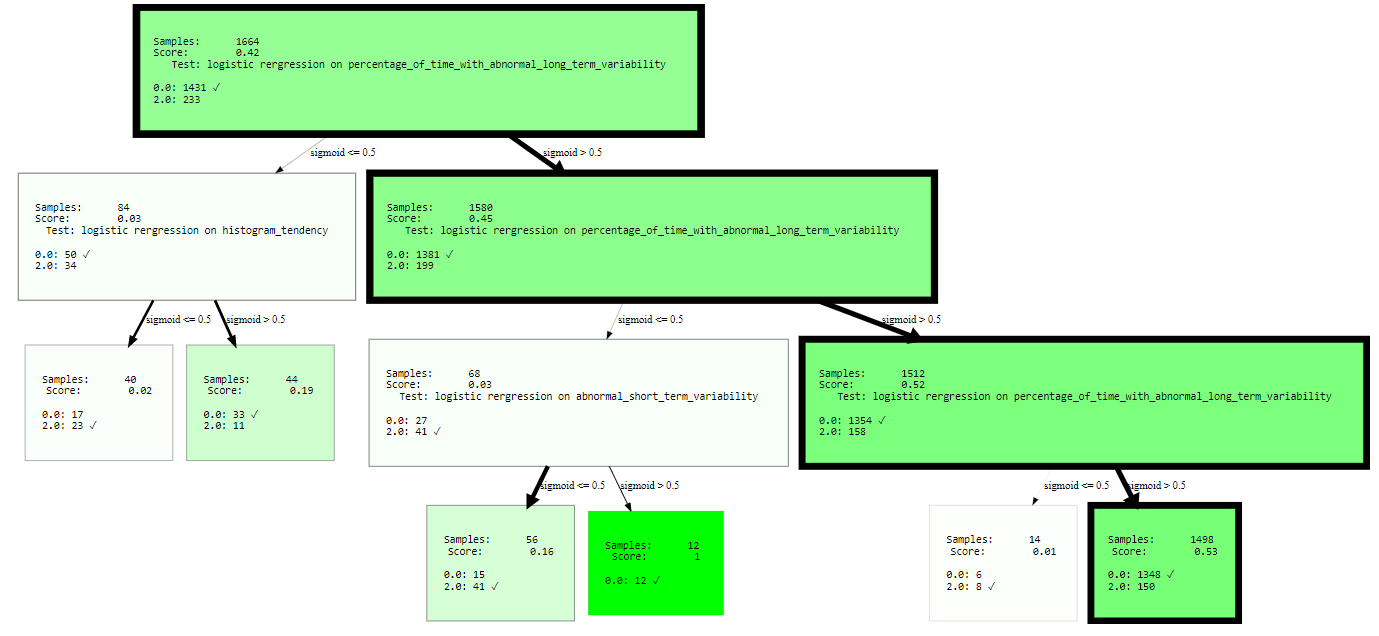 Samples: 1664
Score: 0.42
Test: logistic rergression on percentage_of_time_with_abnormal_long_term_variability
0.0: 1431 ✓
2.0: 233
sigmoid <= 0.5
sigmoid > 0.5
Samples: 84
Score: 0.03
Test: logistic rergression on histogram_tendency
0.0: 50 ✓
2.0: 34
Samples: 1580
Score: 0.45
Test: logistic rergression on percentage_of_time_with_abnormal_long_term_variability
0.0: 1381 ✓
2.0: 199
sigmoid <= 0.5
sigmoid > 0.5
sigmoid <= 0.5
sigmoid > 0.5
Samples: 40
Score: 0.02
0.0: 17
2.0: 23 ✓
Samples: 44
Score: 0.19
0.0: 33 ✓
2.0: 11
Samples: 68
Score: 0.03
Test: logistic rergression on abnormal_short_term_variability
0.0: 27
2.0: 41 ✓
Samples: 1512
Score: 0.52
Test: logistic rergression on percentage_of_time_with_abnormal_long_term_variability
0.0: 1354 ✓
2.0: 158
sigmoid <= 0.5
sigmoid > 0.5
sigmoid <= 0.5
sigmoid > 0.5
Samples: 56
Score: 0.16
0.0: 15
2.0: 41 ✓
Samples: 12
Score: 1
0.0: 12 ✓
Samples: 14
Score: 0.01
0.0: 6
2.0: 8 ✓
Samples: 1498
Score: 0.53
0.0: 1348 ✓
2.0: 150